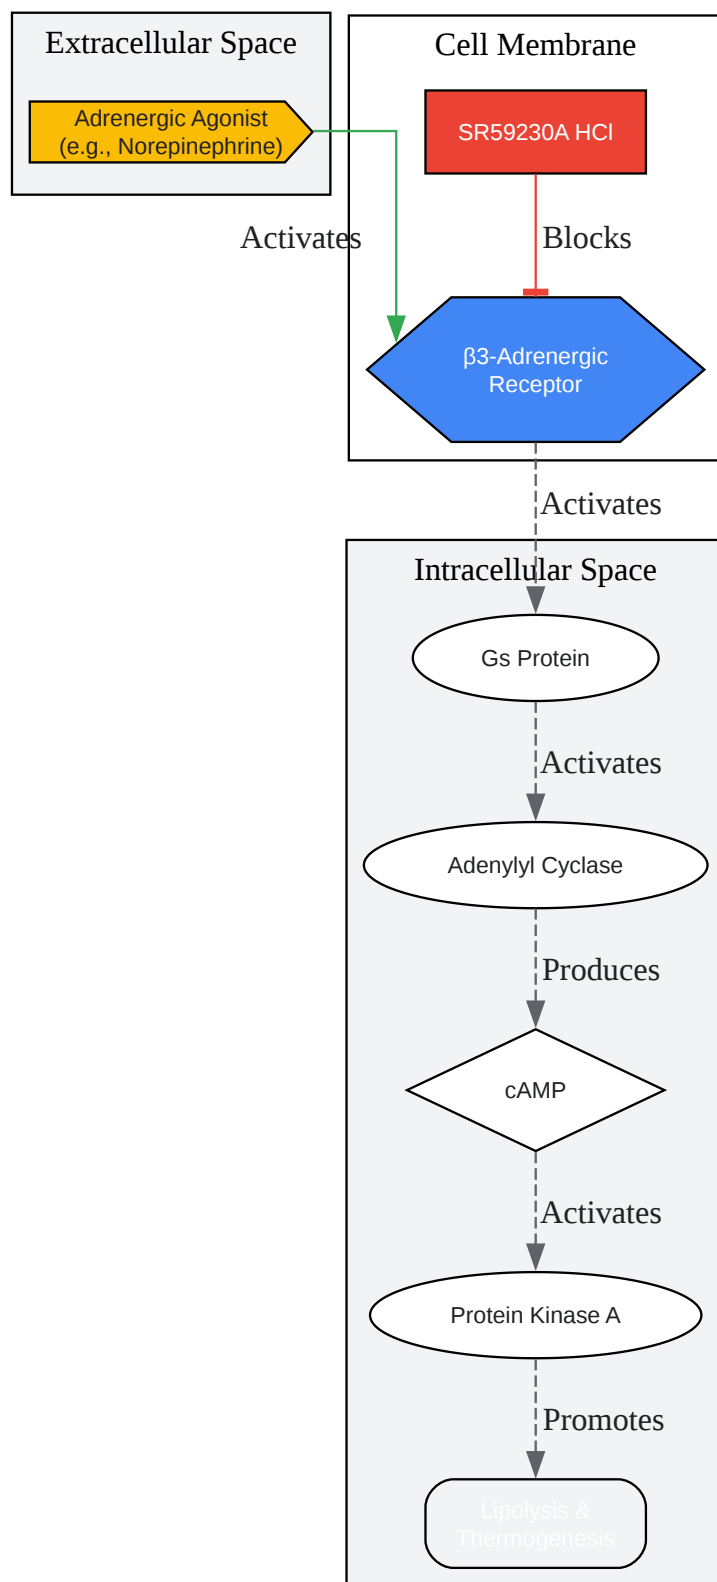 Extracellular Space
Adrenergic Agonist
(e.g., Norepinephrine)
Cell Membrane
SR59230A HCl
Activates
Blocks
β3-Adrenergic
Receptor
Activates
Intracellular Space
Gs Protein
Activates
Adenylyl Cyclase
Produces
cAMP
Activates
Protein Kinase A
Promotes
Lipolysis &
Thermogenesis